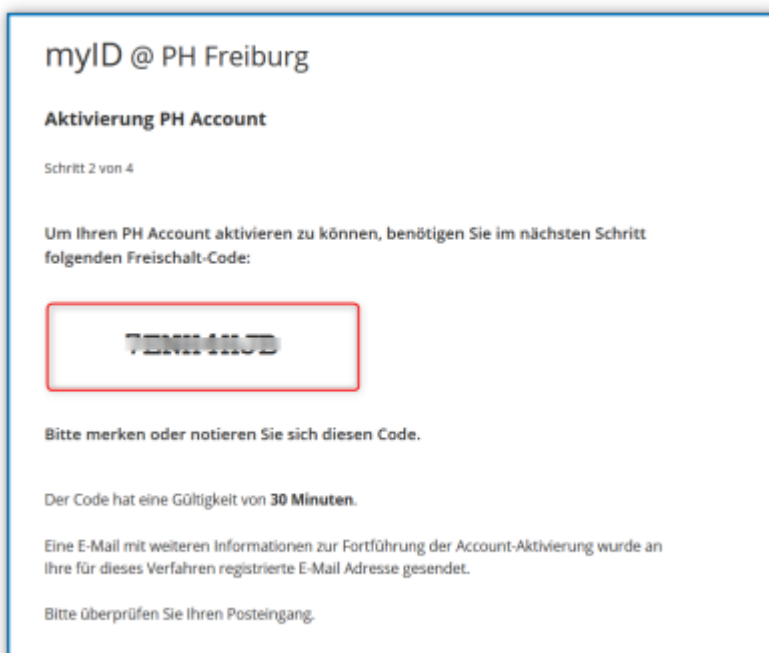 myID @ PH Freiburg
Aktivierung PH Account
Schritt 2 von 4
Um Ihren PH Account aktivieren zu können, benötigen Sie im nächsten Schritt
folgenden Freischalt-Code:
Bitte merken oder notieren Sie sich diesen Code.
Der Code hat eine Gültigkeit von 30 Minuten.
Eine E-Mail mit weiteren Informationen zur Fortführung der Account-Aktivierung wurde an
Ihre für dieses Verfahren registrierte E-Mail Adresse gesendet.
Bitte überprüfen Sie Ihren Posteingang.